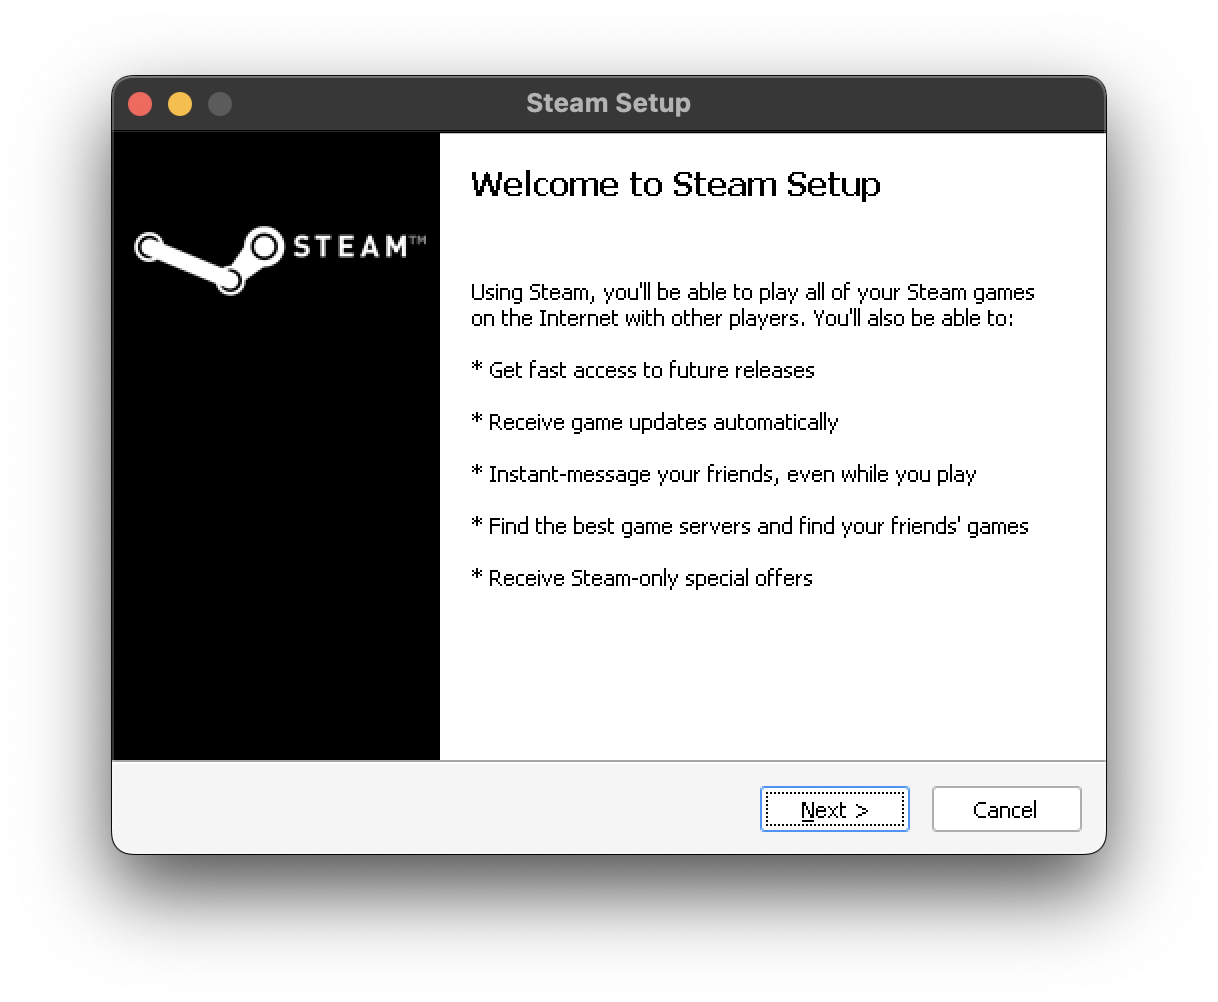 Steam Setup
STEAM™
Welcome to Steam Setup
Using Steam, you'll be able to play all of your Steam games
on the Internet with other players. You'll also be able to:
* Get fast access to future releases
* Receive game updates automatically
* Instant-message your friends, even while you play
* Find the best game servers and find your friends' games
* Receive Steam-only special offers
Next >
Cancel